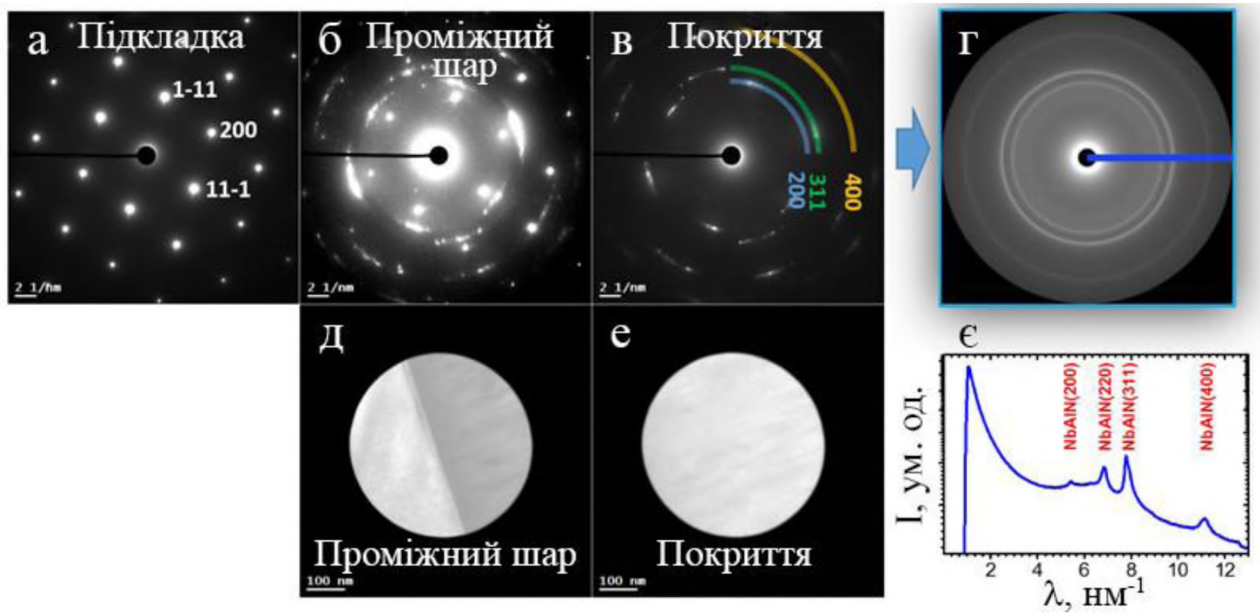 а Підкладка
1-11
200
11-1
2 1/nm
б Проміжний
шар
2 1/nm
в Покриття
200
311
400
2 1/nm
г
д
Проміжний шар
100 nm
е
Покриття
100 nm
є
I, ум. од.
NbAlN(200)
NbAlN(220)
NbAlN(311)
NbAlN(400)
2 4 6 8 10 12
λ, нм-1